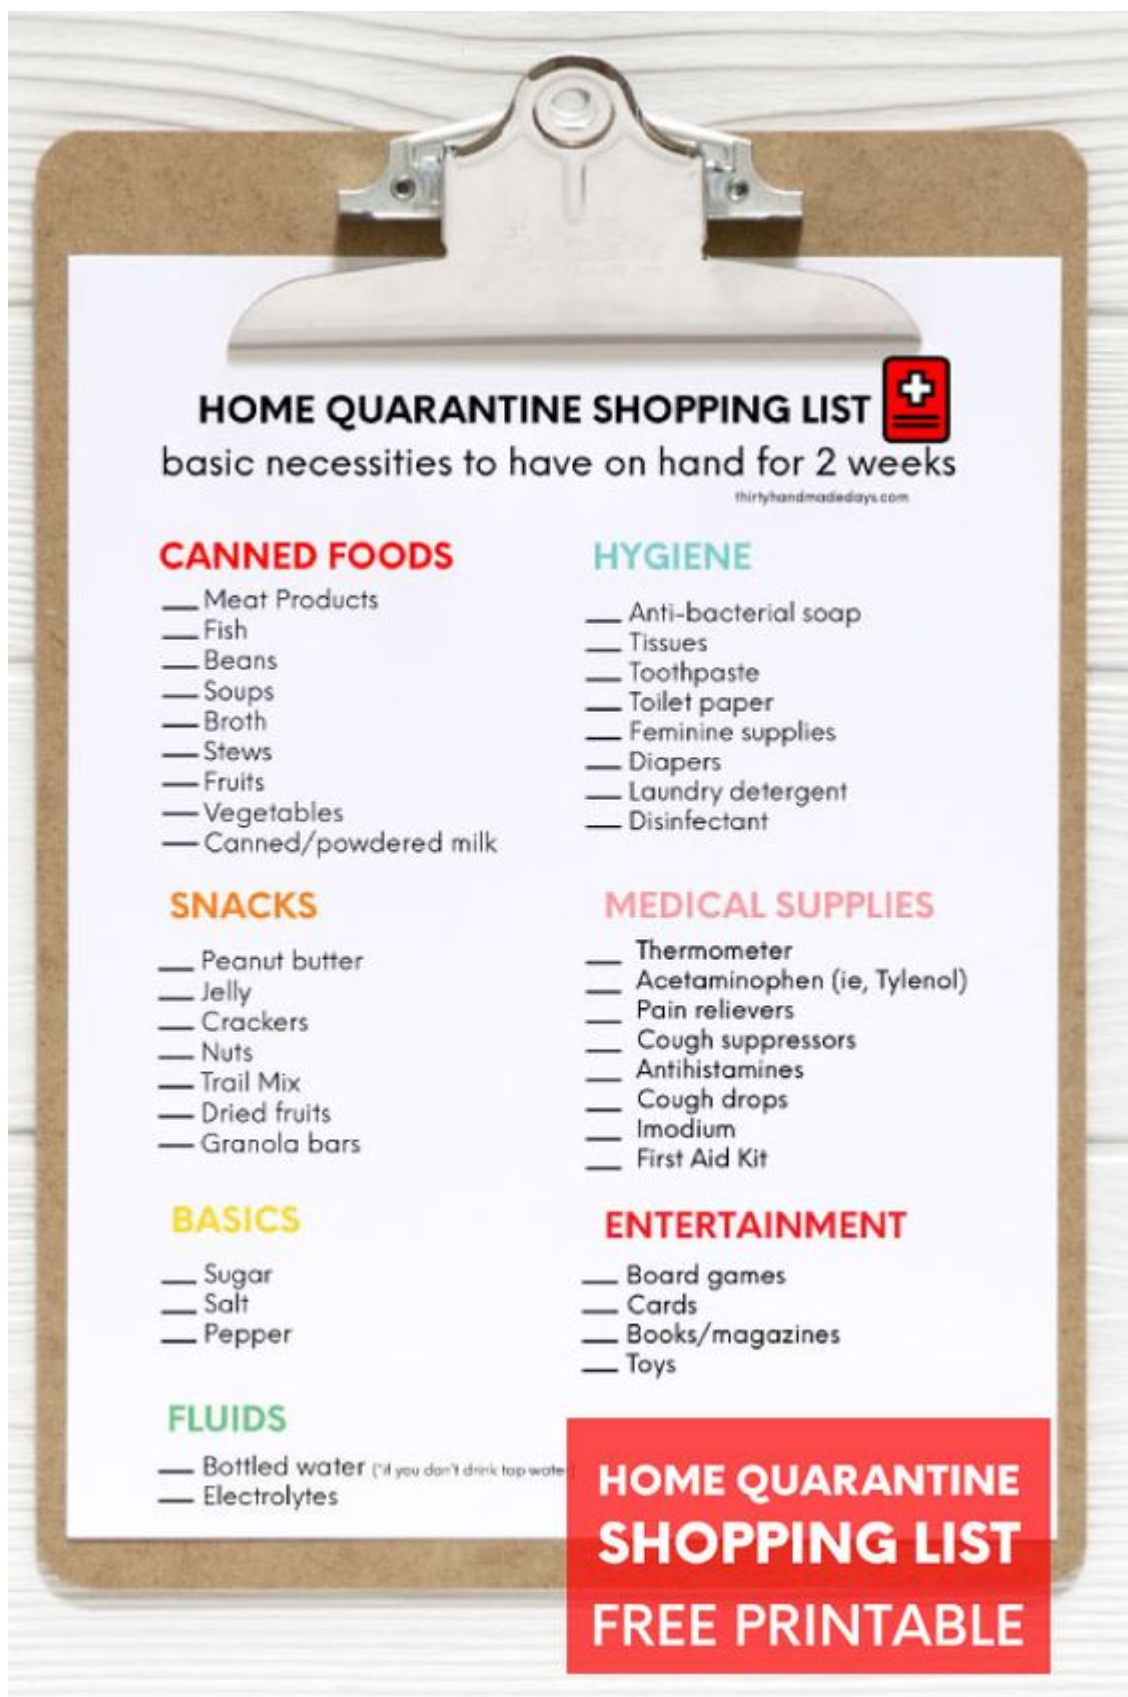 HOME QUARANTINE SHOPPING LIST
basic necessities to have on hand for 2 weeks
thirtyhandmadedays.com
CANNED FOODS
Meat Products
Fish
Beans
Soups
Broth
Stews
Fruits
Vegetables
Canned/powdered milk
SNACKS
Peanut butter
Jelly
Crackers
Nuts
Trail Mix
Dried fruits
Granola bars
BASICS
Sugar
Salt
Pepper
FLUIDS
Bottled water (*if you don't drink tap water
Electrolytes
HYGIENE
Anti-bacterial soap
Tissues
Toothpaste
Toilet paper
Feminine supplies
Diapers
Laundry detergent
Disinfectant
MEDICAL SUPPLIES
Thermometer
Acetaminophen (ie, Tylenol)
Pain relievers
Cough suppressors
Antihistamines
Cough drops
Imodium
First Aid Kit
ENTERTAINMENT
Board games
Cards
Books/magazines
Toys
HOME QUARANTINE
SHOPPING LIST
FREE PRINTABLE